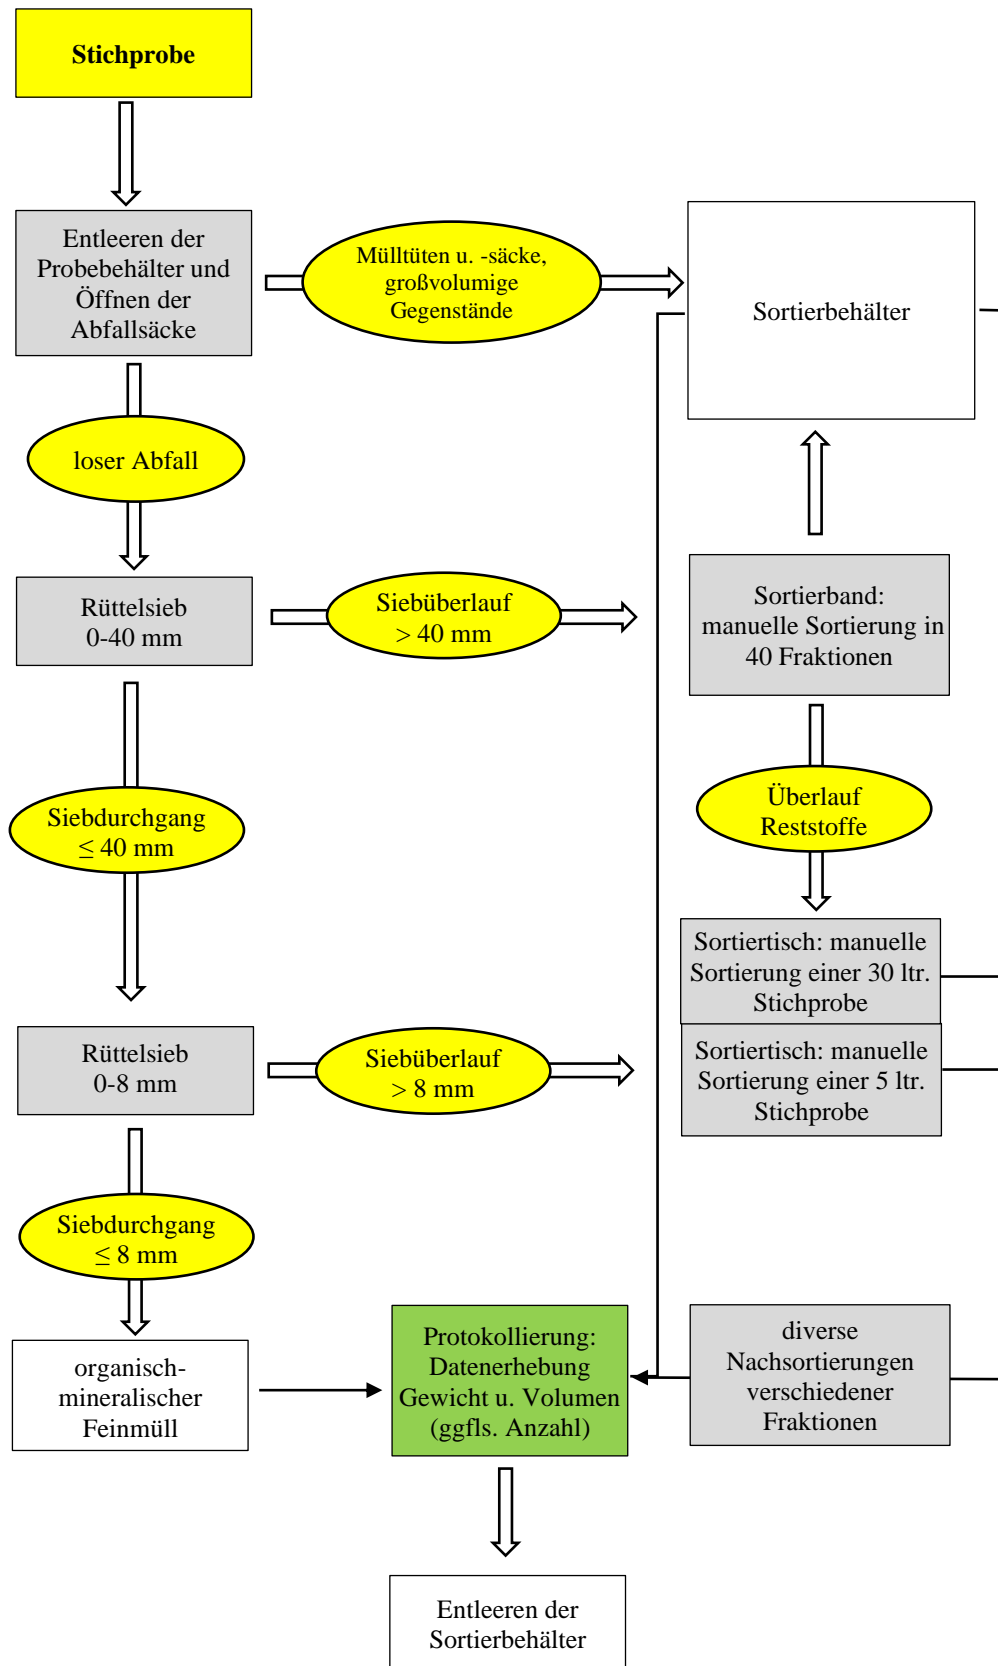 Stichprobe
Entleeren der
Probebehälter und
Öffnen der
Abfallsäcke
Mülltüten u. -säcke,
großvolumige
Gegenstände
Sortierbehälter
loser Abfall
Rüttelsieb
0-40 mm
Siebüberlauf
> 40 mm
Sortierband:
manuelle Sortierung in
40 Fraktionen
Siebdurchgang
≤ 40 mm
Überlauf
Reststoffe
Sortiertisch: manuelle
Sortierung einer 30 ltr.
Stichprobe
Rüttelsieb
0-8 mm
Siebüberlauf
> 8 mm
Sortiertisch: manuelle
Sortierung einer 5 ltr.
Stichprobe
Siebdurchgang
≤ 8 mm
organisch-
mineralischer
Feinmüll
Protokollierung:
Datenerhebung
Gewicht u. Volumen
(ggfls. Anzahl)
diverse
Nachsortierungen
verschiedener
Fraktionen
Entleeren der
Sortierbehälter